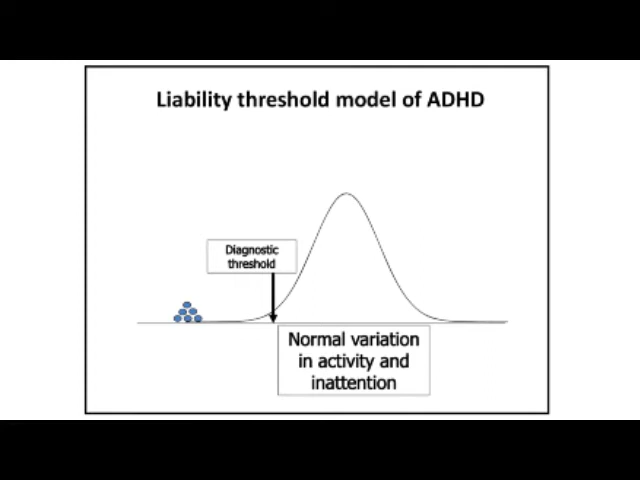 Liability threshold model of ADHD
Diagnostic
threshold
Normal variation
in activity and
inattention